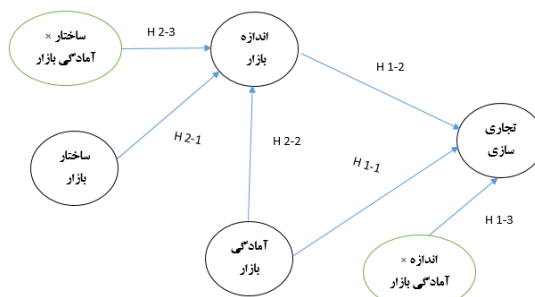 ساختار ×
آمادگی بازار
H 2-3
اندازه
بازار
H 1-2
تجاری
سازی
H 2-1
H 2-2
H 1-1
ساختار
بازار
آمادگی
بازار
H 1-3
اندازه ×
آمادگی بازار